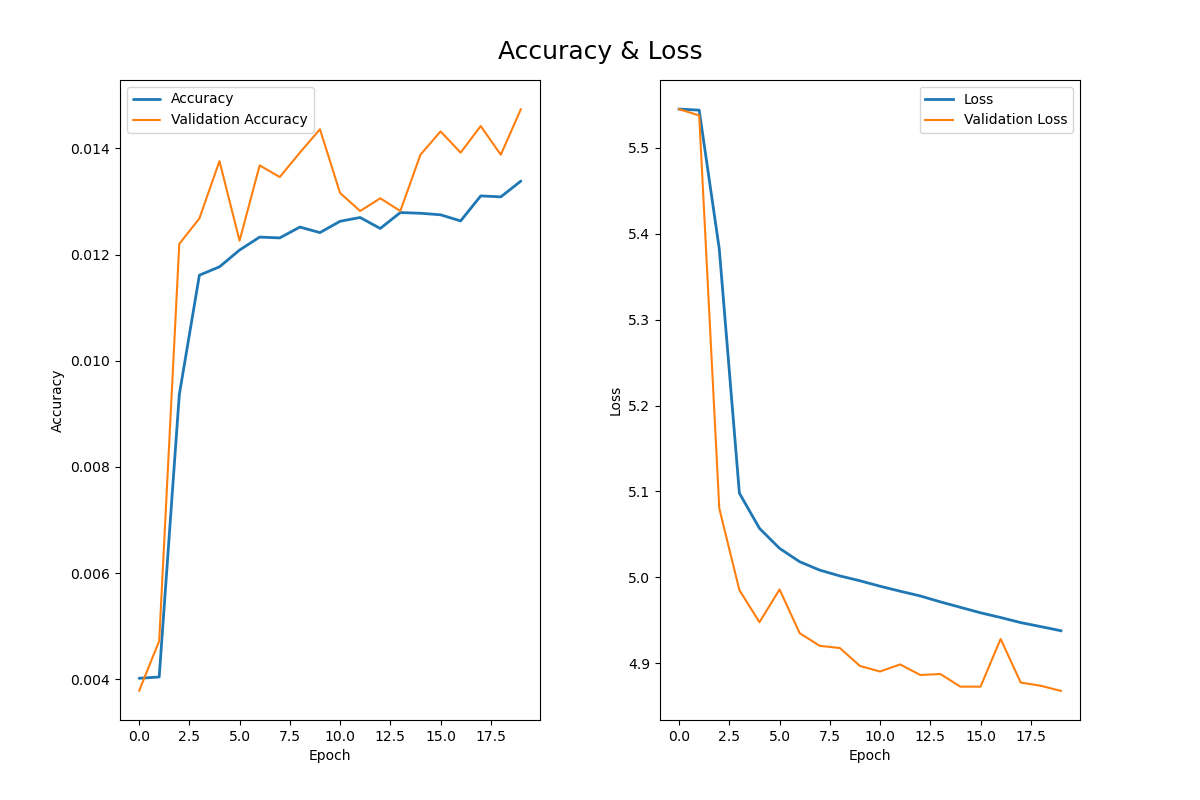 Accuracy & Loss
Accuracy
Validation Accuracy
0.014
0.012
0.010
0.008
0.006
0.004
Accuracy
0.0 2.5 5.0 7.5 10.0 12.5 15.0 17.5
Epoch
Loss
Validation Loss
5.5
5.4
5.3
5.2
5.1
5.0
4.9
Loss
0.0 2.5 5.0 7.5 10.0 12.5 15.0 17.5
Epoch